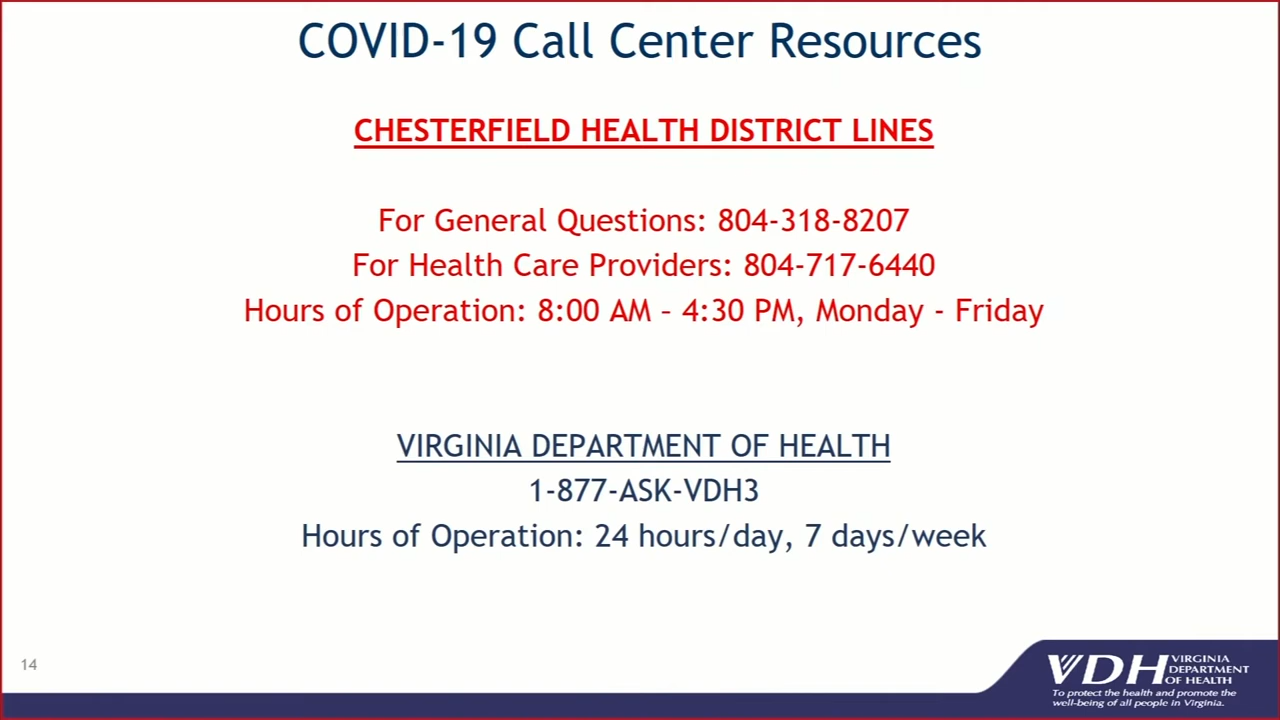 COVID-19 Call Center Resources
CHESTERFIELD HEALTH DISTRICT LINES
For General Questions: 804-318-8207
For Health Care Providers: 804-717-6440
Hours of Operation: 8:00 AM – 4:30 PM, Monday - Friday
VIRGINIA DEPARTMENT OF HEALTH
1-877-ASK-VDH3
Hours of Operation: 24 hours/day, 7 days/week
14
VDH VIRGINIA
DEPARTMENT
OF HEALTH
To protect the health and promote the
well-being of all people in Virginia.